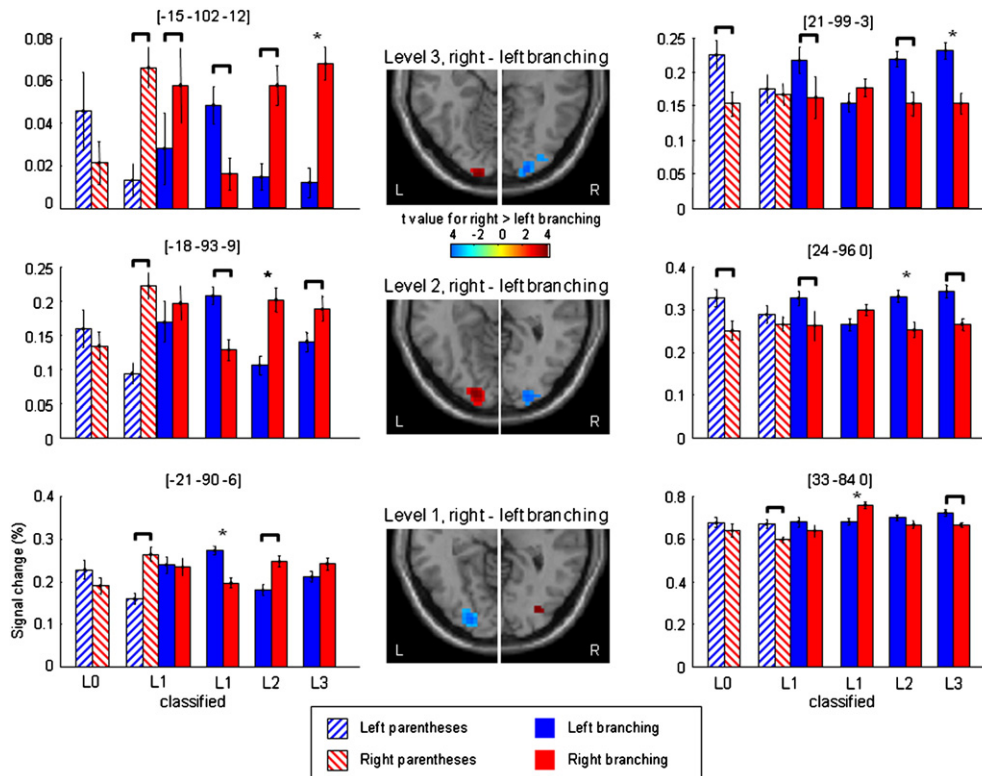 [-15 -102 -12]
0.08
0.06
0.04
0.02
0
*
Level 3, right - left branching
L
R
t value for right > left branching
4 -2 0 2 4
[21 -99 -3]
0.25
0.2
0.15
0.1
0.05
0
*
[-18 -93 -9]
0.25
0.2
0.15
0.1
0.05
0
*
Level 2, right - left branching
L
R
[24 -96 0]
0.4
0.3
0.2
0.1
0
*
[-21 -90 -6]
Signal change (%)
0.4
0.3
0.2
0.1
0
*
L0 L1 L1 L2 L3
classified
Level 1, right - left branching
L
R
[33 -84 0]
0.8
0.6
0.4
0.2
0
*
L0 L1 L1 L2 L3
classified
Left parentheses
Left branching
Right parentheses
Right branching